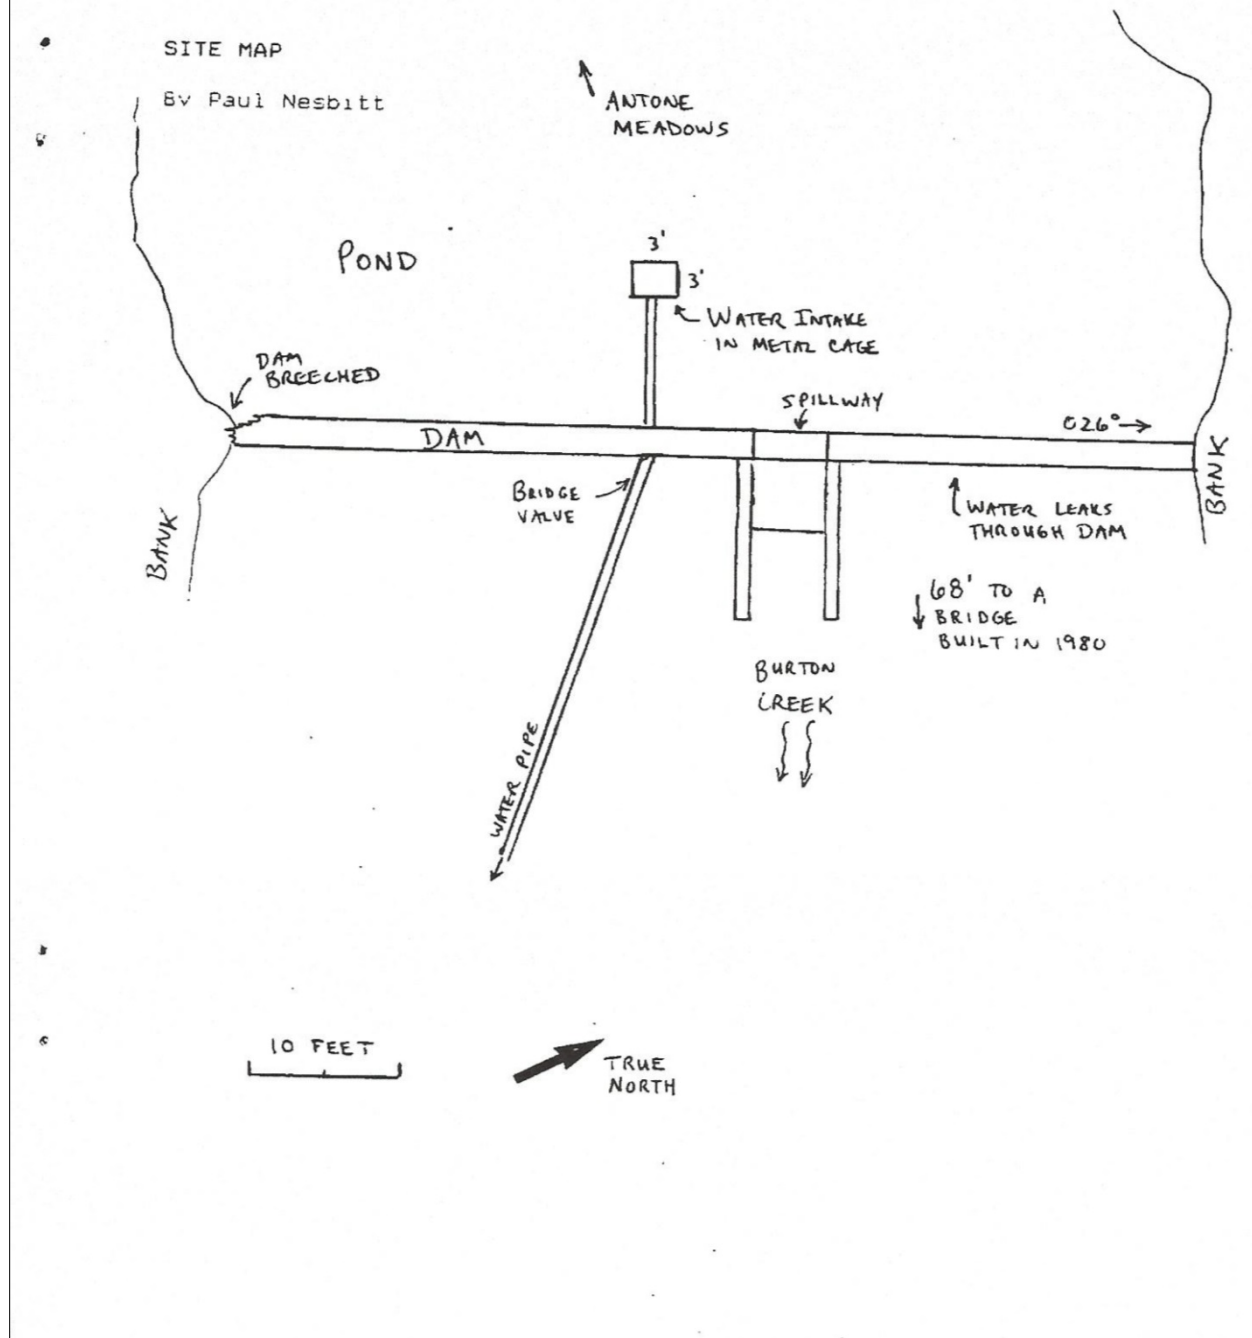 SITE MAP
By Paul Nesbitt
ANTONE
MEADOWS
POND
3'
3'
WATER INTAKE
IN METAL CAGE
DAM
BREECHED
SPILLWAY
026°
DAM
BRIDGE
VALVE
WATER LEAKS
THROUGH DAM
BANK
BANK
68' TO A
BRIDGE
BUILT IN 1980
BURTON
CREEK
WATER PIPE
10 FEET
TRUE
NORTH